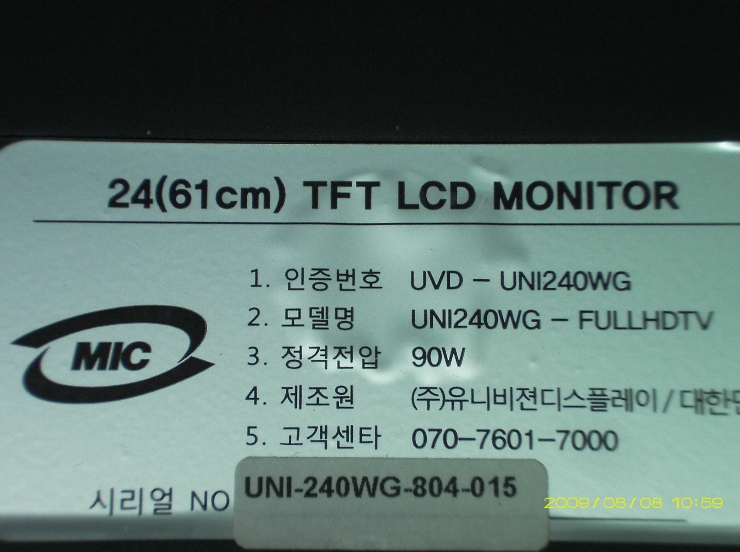 24(61cm) TFT LCD MONITOR
MIC
1. 인증번호 UVD - UNI240WG
2. 모델명 UNI240WG - FULLHDTV
3. 정격전압 90W
4. 제조원 (주)유니비젼디스플레이/대한민
5. 고객센타 070-7601-7000
시리얼 NO UNI-240WG-804-015
2009/08/08 10:59